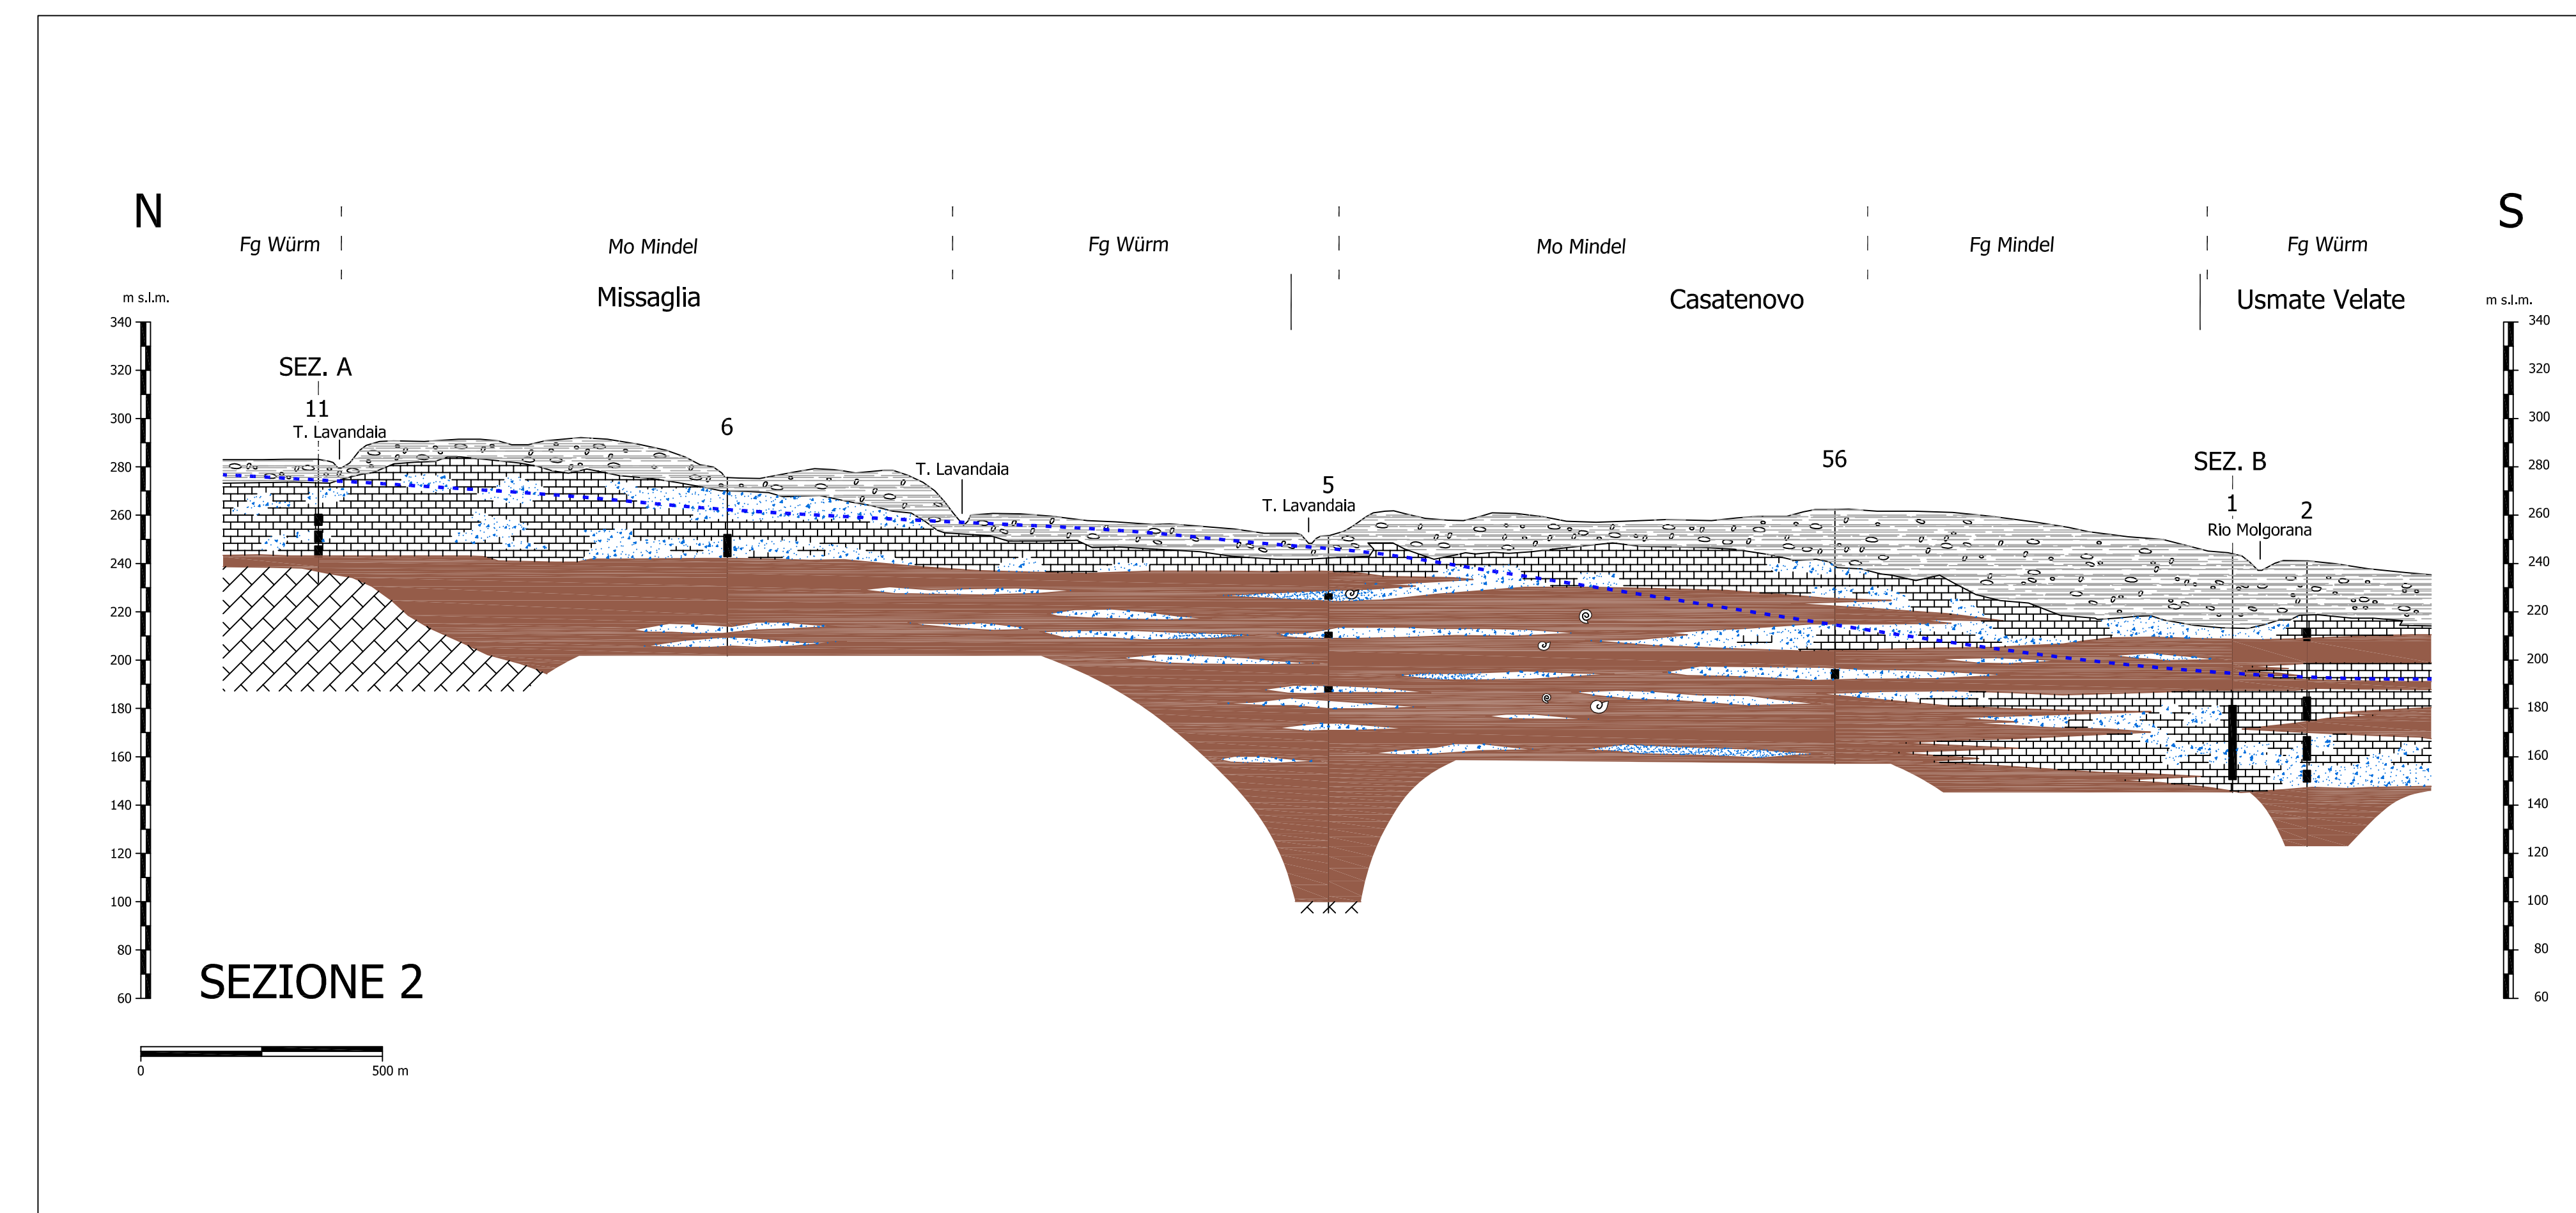 N
S
Fg Würm
Mo Mindel
Fg Würm
Mo Mindel
Fg Mindel
Fg Würm
Missaglia
Casatenovo
Usmate Velate
m s.l.m.
m s.l.m.
340
320
300
280
260
240
220
200
180
160
140
120
100
80
60
SEZ. A
11
T. Lavandaia
6
T. Lavandaia
5
T. Lavandaia
56
SEZ. B
1
Rio Molgorana
2
340
320
300
280
260
240
220
200
180
160
140
120
100
80
60
SEZIONE 2
0
500 m